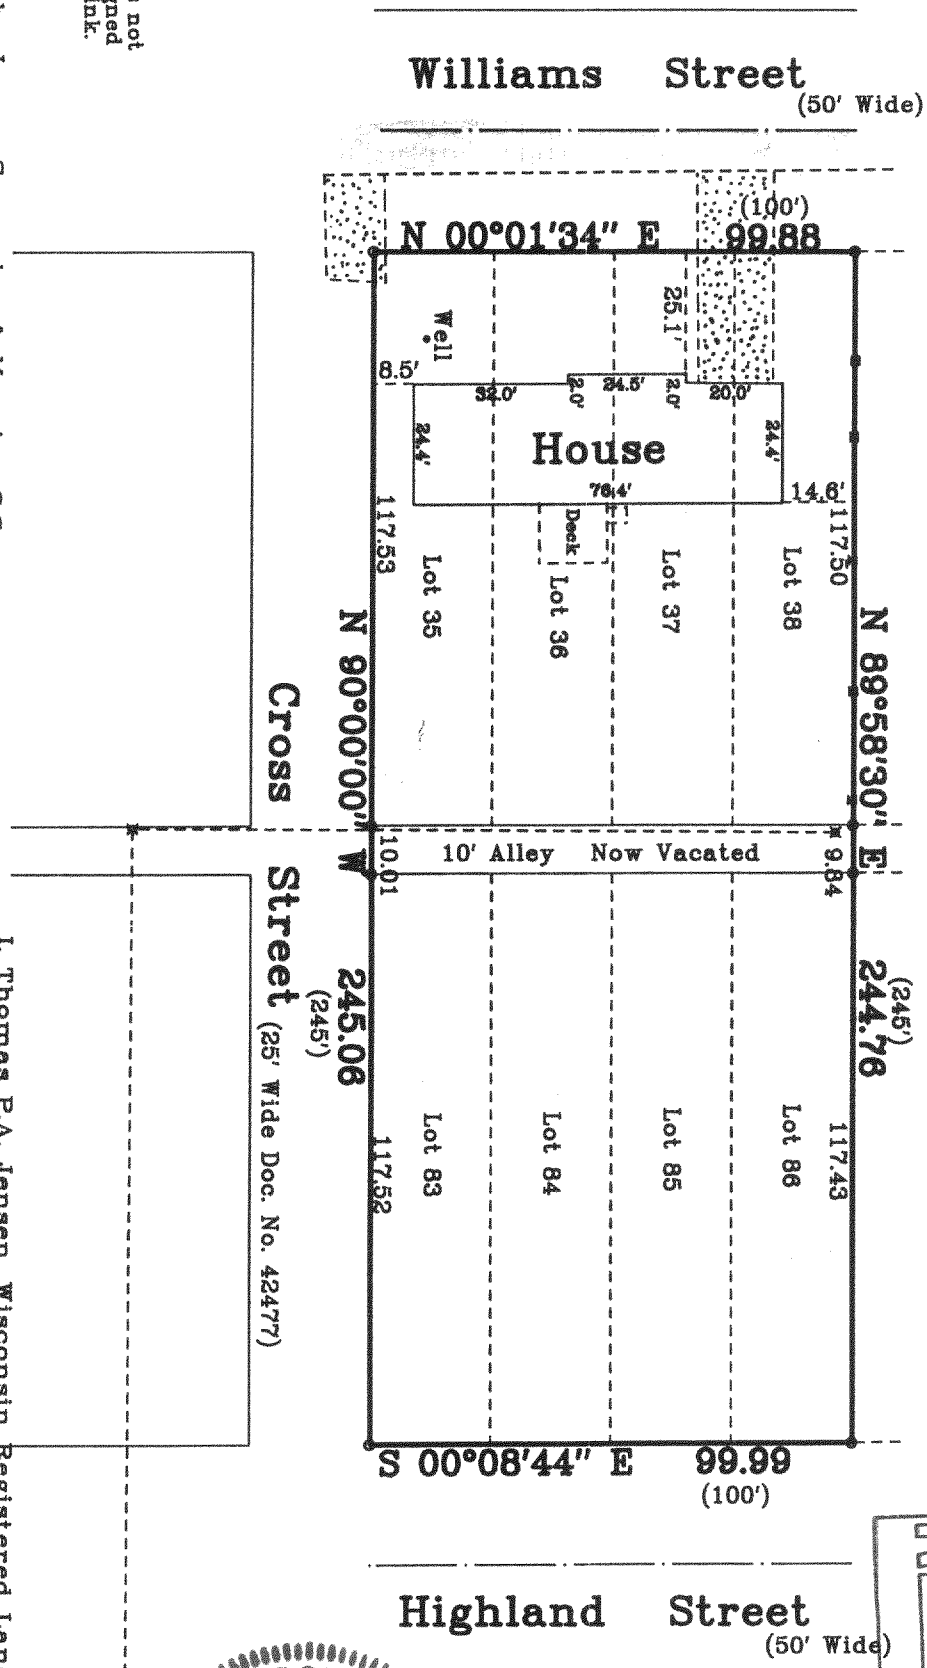 not
gned
ink.
Williams Street
(50' Wide)
(100')
N 00°01'34" E 99.88
25.1'
Well
8.5'
32.0'
2.0'
24.5'
2.0'
20.0'
24.4'
House
24.4'
76.4'
14.6'
Deck
117.53
117.50
Lot 35
Lot 36
Lot 37
Lot 38
N 90°00'00" W 245.06
(245')
N 89°58'30" E 244.76
(245')
Cross Street (25' Wide Doc. No. 42477)
10.01
10' Alley Now Vacated
9.84
Lot 83
Lot 84
Lot 85
Lot 86
117.52
117.43
I, Thomas P.A. Jensen, Wisconsin Registered
S 00°08'44" E 99.99
(100')
Highland Street
(50' Wide)